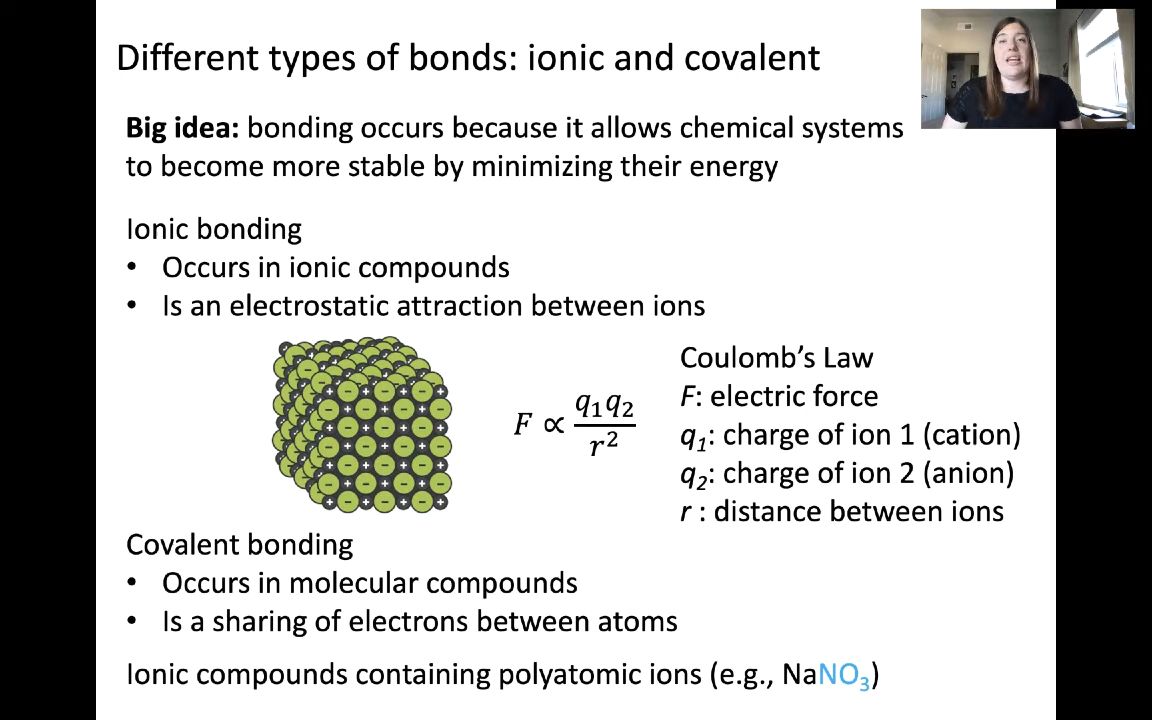 Different types of bonds: ionic and covalent
Big idea: bonding occurs because it allows chemical systems
to become more stable by minimizing their energy
Ionic bonding
• Occurs in ionic compounds
• Is an electrostatic attraction between ions
F ∝ q₁q₂/r²
Coulomb’s Law
F: electric force
q₁: charge of ion 1 (cation)
q₂: charge of ion 2 (anion)
r : distance between ions
Covalent bonding
• Occurs in molecular compounds
• Is a sharing of electrons between atoms
Ionic compounds containing polyatomic ions (e.g., NaNO₃)